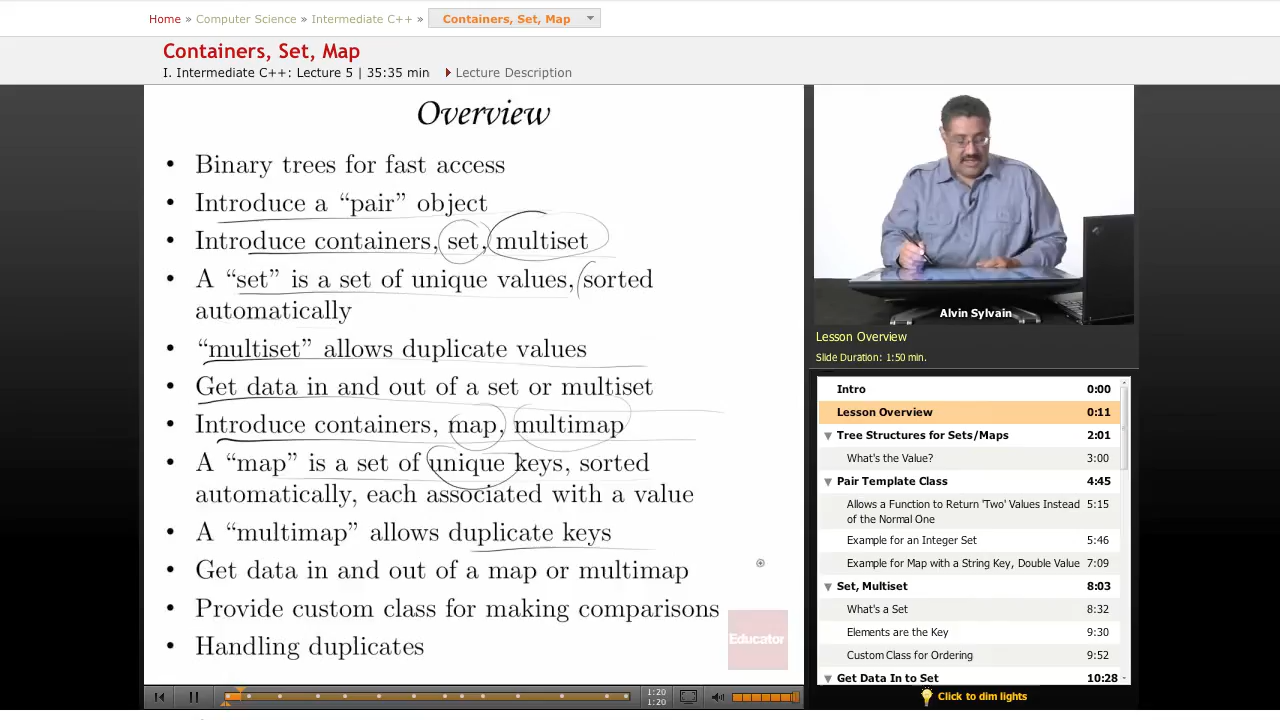 Home » Computer Science » Intermediate C++ » Containers, Set, Map
Containers, Set, Map
I. Intermediate C++: Lecture 5 | 35:35 min Lecture Description
Overview
• Binary trees for fast access
• Introduce a “pair” object
• Introduce containers, set, multiset
• A “set” is a set of unique values, sorted
automatically
• “multiset” allows duplicate values
• Get data in and out of a set or multiset
• Introduce containers, map, multimap
• A “map” is a set of unique keys, sorted
automatically, each associated with a value
• A “multimap” allows duplicate keys
• Get data in and out of a map or multimap
• Provide custom class for making comparisons
• Handling duplicates
Educator
1:20
1:20
Alvin Sylvain
Lesson Overview
Slide Duration: 1:50 min.
Intro 0:00
Lesson Overview 0:11
Tree Structures for Sets/Maps 2:01
What's the Value? 3:00
Pair Template Class 4:45
Allows a Function to Return 'Two' Values Instead 5:15
of the Normal One
Example for an Integer Set 5:46
Example for Map with a String Key, Double Value 7:09
Set, Multiset 8:03
What's a Set 8:32
Elements are the Key 9:30
Custom Class for Ordering 9:52
Get Data In to Set 10:28
Click to dim lights